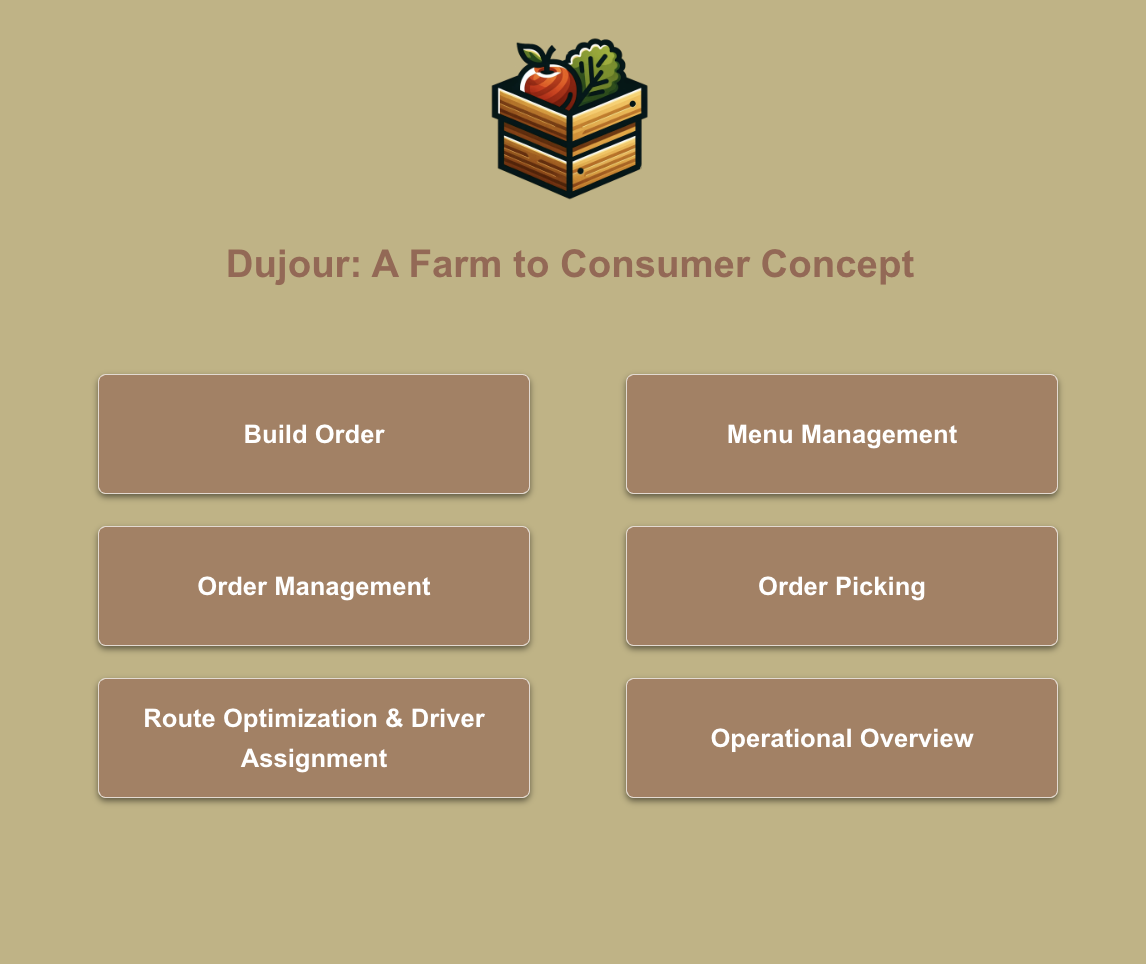 Dujour: A Farm to Consumer Concept
Build Order
Menu Management
Order Management
Order Picking
Route Optimization & Driver
Assignment
Operational Overview